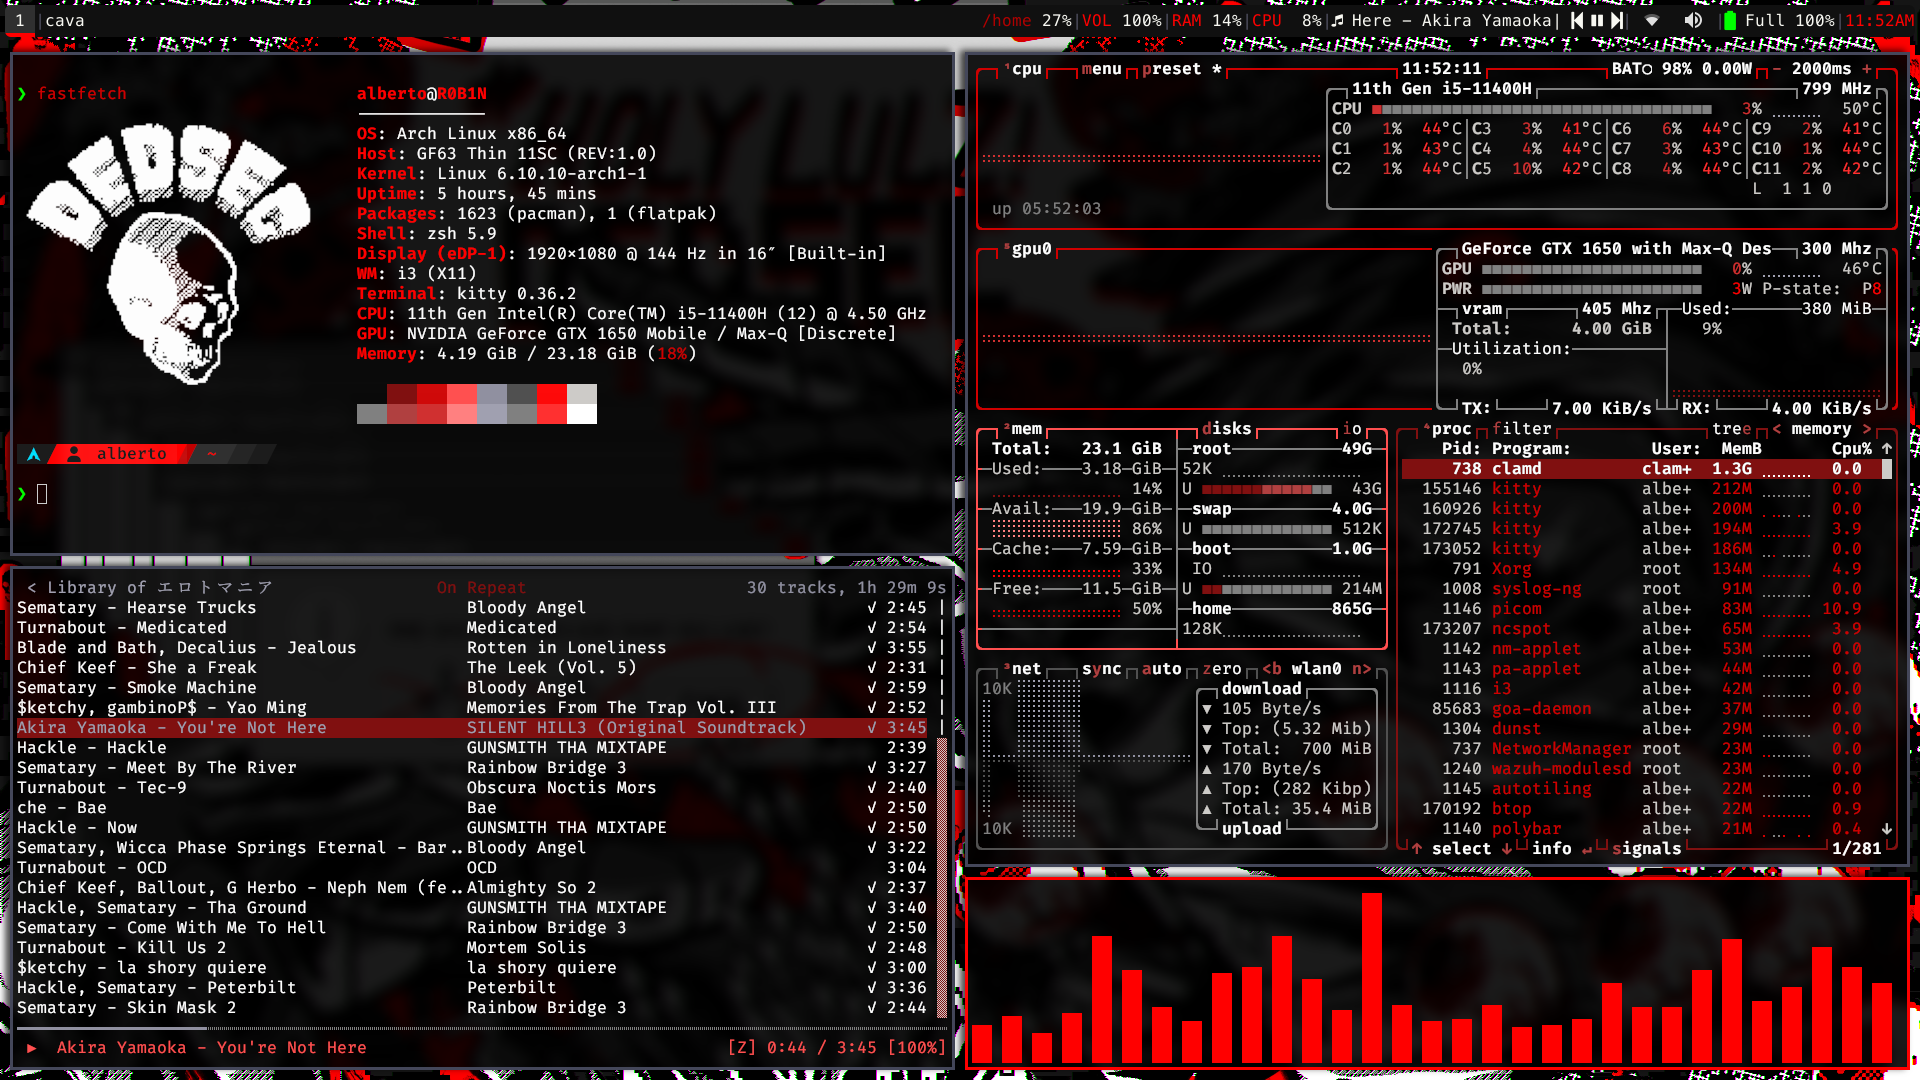 1 |cava
/home 27%|VOL 100%|RAM 14%|CPU 8%|♫ Here - Akira Yamaoka| Full 100%|11:52AM
❯ fastfetch
DEDSEC
alberto@R0B1N
OS: Arch Linux x86_64
Host: GF63 Thin 11SC (REV:1.0)
Kernel: Linux 6.10.10-arch1-1
Uptime: 5 hours, 45 mins
Packages: 1623 (pacman), 1 (flatpak)
Shell: zsh 5.9
Display (eDP-1): 1920×1080 @ 144 Hz in 16″ [Built-in]
WM: i3 (X11)
Terminal: kitty 0.36.2
CPU: 11th Gen Intel(R) Core(TM) i5-11400H (12) @ 4.50 GHz
GPU: NVIDIA GeForce GTX 1650 Mobile / Max-Q [Discrete]
Memory: 4.19 GiB / 23.18 GiB (18%)
alberto ~
❯
< Library of エロトマニア On Repeat 30 tracks, 1h 29m 9s
Sematary - Hearse Trucks Bloody Angel √ 2:45
Turnabout - Medicated Medicated √ 2:54
Blade and Bath, Decalius - Jealous Rotten in Loneliness √ 3:55
Chief Keef - She a Freak The Leek (Vol. 5) √ 2:31
Sematary - Smoke Machine Bloody Angel √ 2:59
$ketchy, gambinoP$ - Yao Ming Memories From The Trap Vol. III √ 2:52
Akira Yamaoka - You're Not Here SILENT HILL3 (Original Soundtrack) √ 3:45
Hackle - Hackle GUNSMITH THA MIXTAPE 2:39
Sematary - Meet By The River Rainbow Bridge 3 √ 3:27
Turnabout - Tec-9 Obscura Noctis Mors √ 2:40
che - Bae Bae √ 2:50
Hackle - Now GUNSMITH THA MIXTAPE √ 2:50
Sematary, Wicca Phase Springs Eternal - Bar..Bloody Angel √ 3:22
Turnabout - OCD OCD 3:04
Chief Keef, Ballout, G Herbo - Neph Nem (fe..Almighty So 2 √ 2:37
Hackle, Sematary - Tha Ground GUNSMITH THA MIXTAPE √ 3:40
Sematary - Come With Me To Hell Rainbow Bridge 3 √ 2:50
Turnabout - Kill Us 2 Mortem Solis √ 2:48
$ketchy - la shory quiere la shory quiere √ 3:00
Hackle, Sematary - Peterbilt Peterbilt √ 3:36
Sematary - Skin Mask 2 Rainbow Bridge 3 √ 2:44
▶ Akira Yamaoka - You're Not Here [Z] 0:44 / 3:45 [100%]
¹cpu menu preset * 11:52:11 BAT○ 98% 0.00W - 2000ms +
11th Gen i5-11400H 799 MHz
CPU 3% 50°C
C0 1% 44°C C3 3% 41°C C6 6% 44°C C9 2% 41°C
C1 1% 43°C C4 4% 44°C C7 3% 43°C C10 1% 44°C
C2 1% 44°C C5 10% 42°C C8 4% 44°C C11 2% 42°C
L 1 1 0
up 05:52:03
⁵gpu0 GeForce GTX 1650 with Max-Q Des 300 Mhz
GPU 0% 46°C
PWR 3W P-state: P8
vram 405 Mhz Used: 380 MiB
Total: 4.00 GiB 9%
Utilization:
0%
TX: 7.00 KiB/s RX: 4.00 KiB/s
²mem
Total: 23.1 GiB
Used: 3.18 GiB
14%
Avail: 19.9 GiB
86%
Cache: 7.59 GiB
33%
Free: 11.5 GiB
50%
disks io
root 49G
52K
U 43G
swap 4.0G
U 512K
boot 1.0G
IO
U 214M
home 865G
128K
³net sync auto zero <b wlan0 n>
10K
download
▼ 105 Byte/s
▼ Top: (5.32 Mib)
▼ Total: 700 MiB
▲ 170 Byte/s
▲ Top: (282 Kibp)
▲ Total: 35.4 MiB
10K
upload
⁴proc filter tree < memory >
Pid: Program: User: MemB Cpu% ↑
738 clamd clam+ 1.3G 0.0
155146 kitty albe+ 212M 0.0
160926 kitty albe+ 200M 0.0
172745 kitty albe+ 194M 3.9
173052 kitty albe+ 186M 0.0
791 Xorg root 134M 4.9
1008 syslog-ng root 91M 0.0
1146 picom albe+ 83M 10.9
173207 ncspot albe+ 65M 3.9
1142 nm-applet albe+ 53M 0.0
1143 pa-applet albe+ 44M 0.0
1116 i3 albe+ 42M 0.0
85683 goa-daemon albe+ 37M 0.0
1304 dunst albe+ 29M 0.0
737 NetworkManager root 23M 0.0
1240 wazuh-modulesd root 23M 0.0
1145 autotiling albe+ 22M 0.0
170192 btop albe+ 22M 0.9
1140 polybar albe+ 21M 0.4 ↓
↑ select ↓ info ↵ signals 1/281